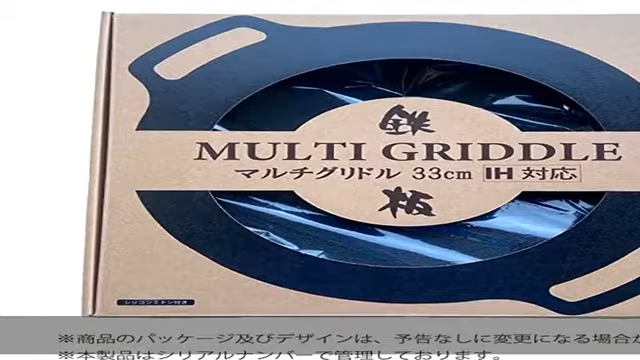 鉄
MULTI GRIDDLE
マルチグリドル 33cm IH 対応
板
シリコンミトン付き
※商品のパッケージ及びデザインは、予告なしに変更になる場合が
※本製品はシリアルナンバーで管理しております。